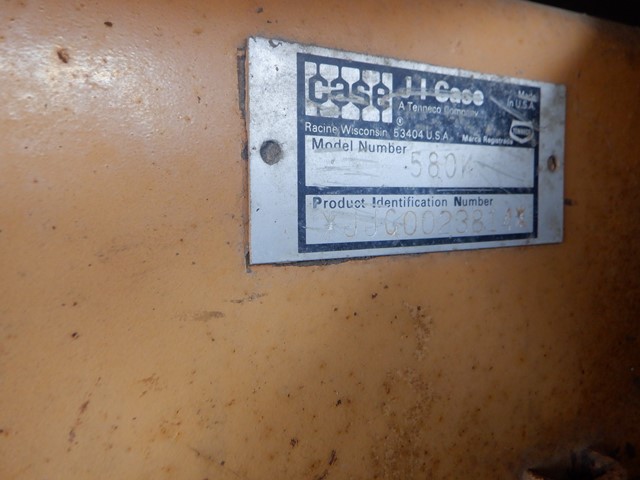 case J I Case
Made
in U.S.A.
A Tenneco Company
®
Racine, Wisconsin 53404 U.S.A.
Marca Registrada
Model Number
580K
Product Identification Number